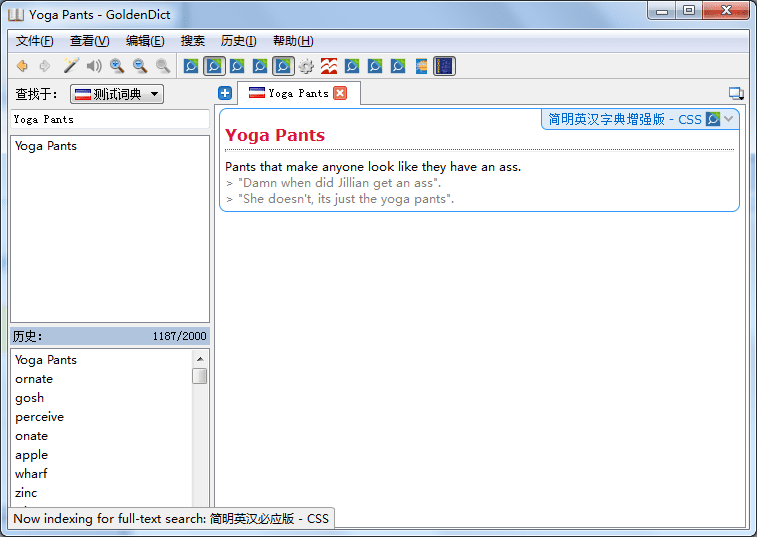 Yoga Pants - GoldenDict
文件(F) 查看(V) 编辑(E) 搜索 历史(I) 帮助(H)
查找于： 测试词典
Yoga Pants
Yoga Pants
Yoga Pants
简明英汉字典增强版 - CSS
Yoga Pants
Pants that make anyone look like they have an ass.
> "Damn when did Jillian get an ass".
> "She doesn't, its just the yoga pants".
历史： 1187/2000
Yoga Pants
ornate
gosh
perceive
onate
apple
wharf
zinc
Now indexing for full-text search: 简明英汉必应版 - CSS